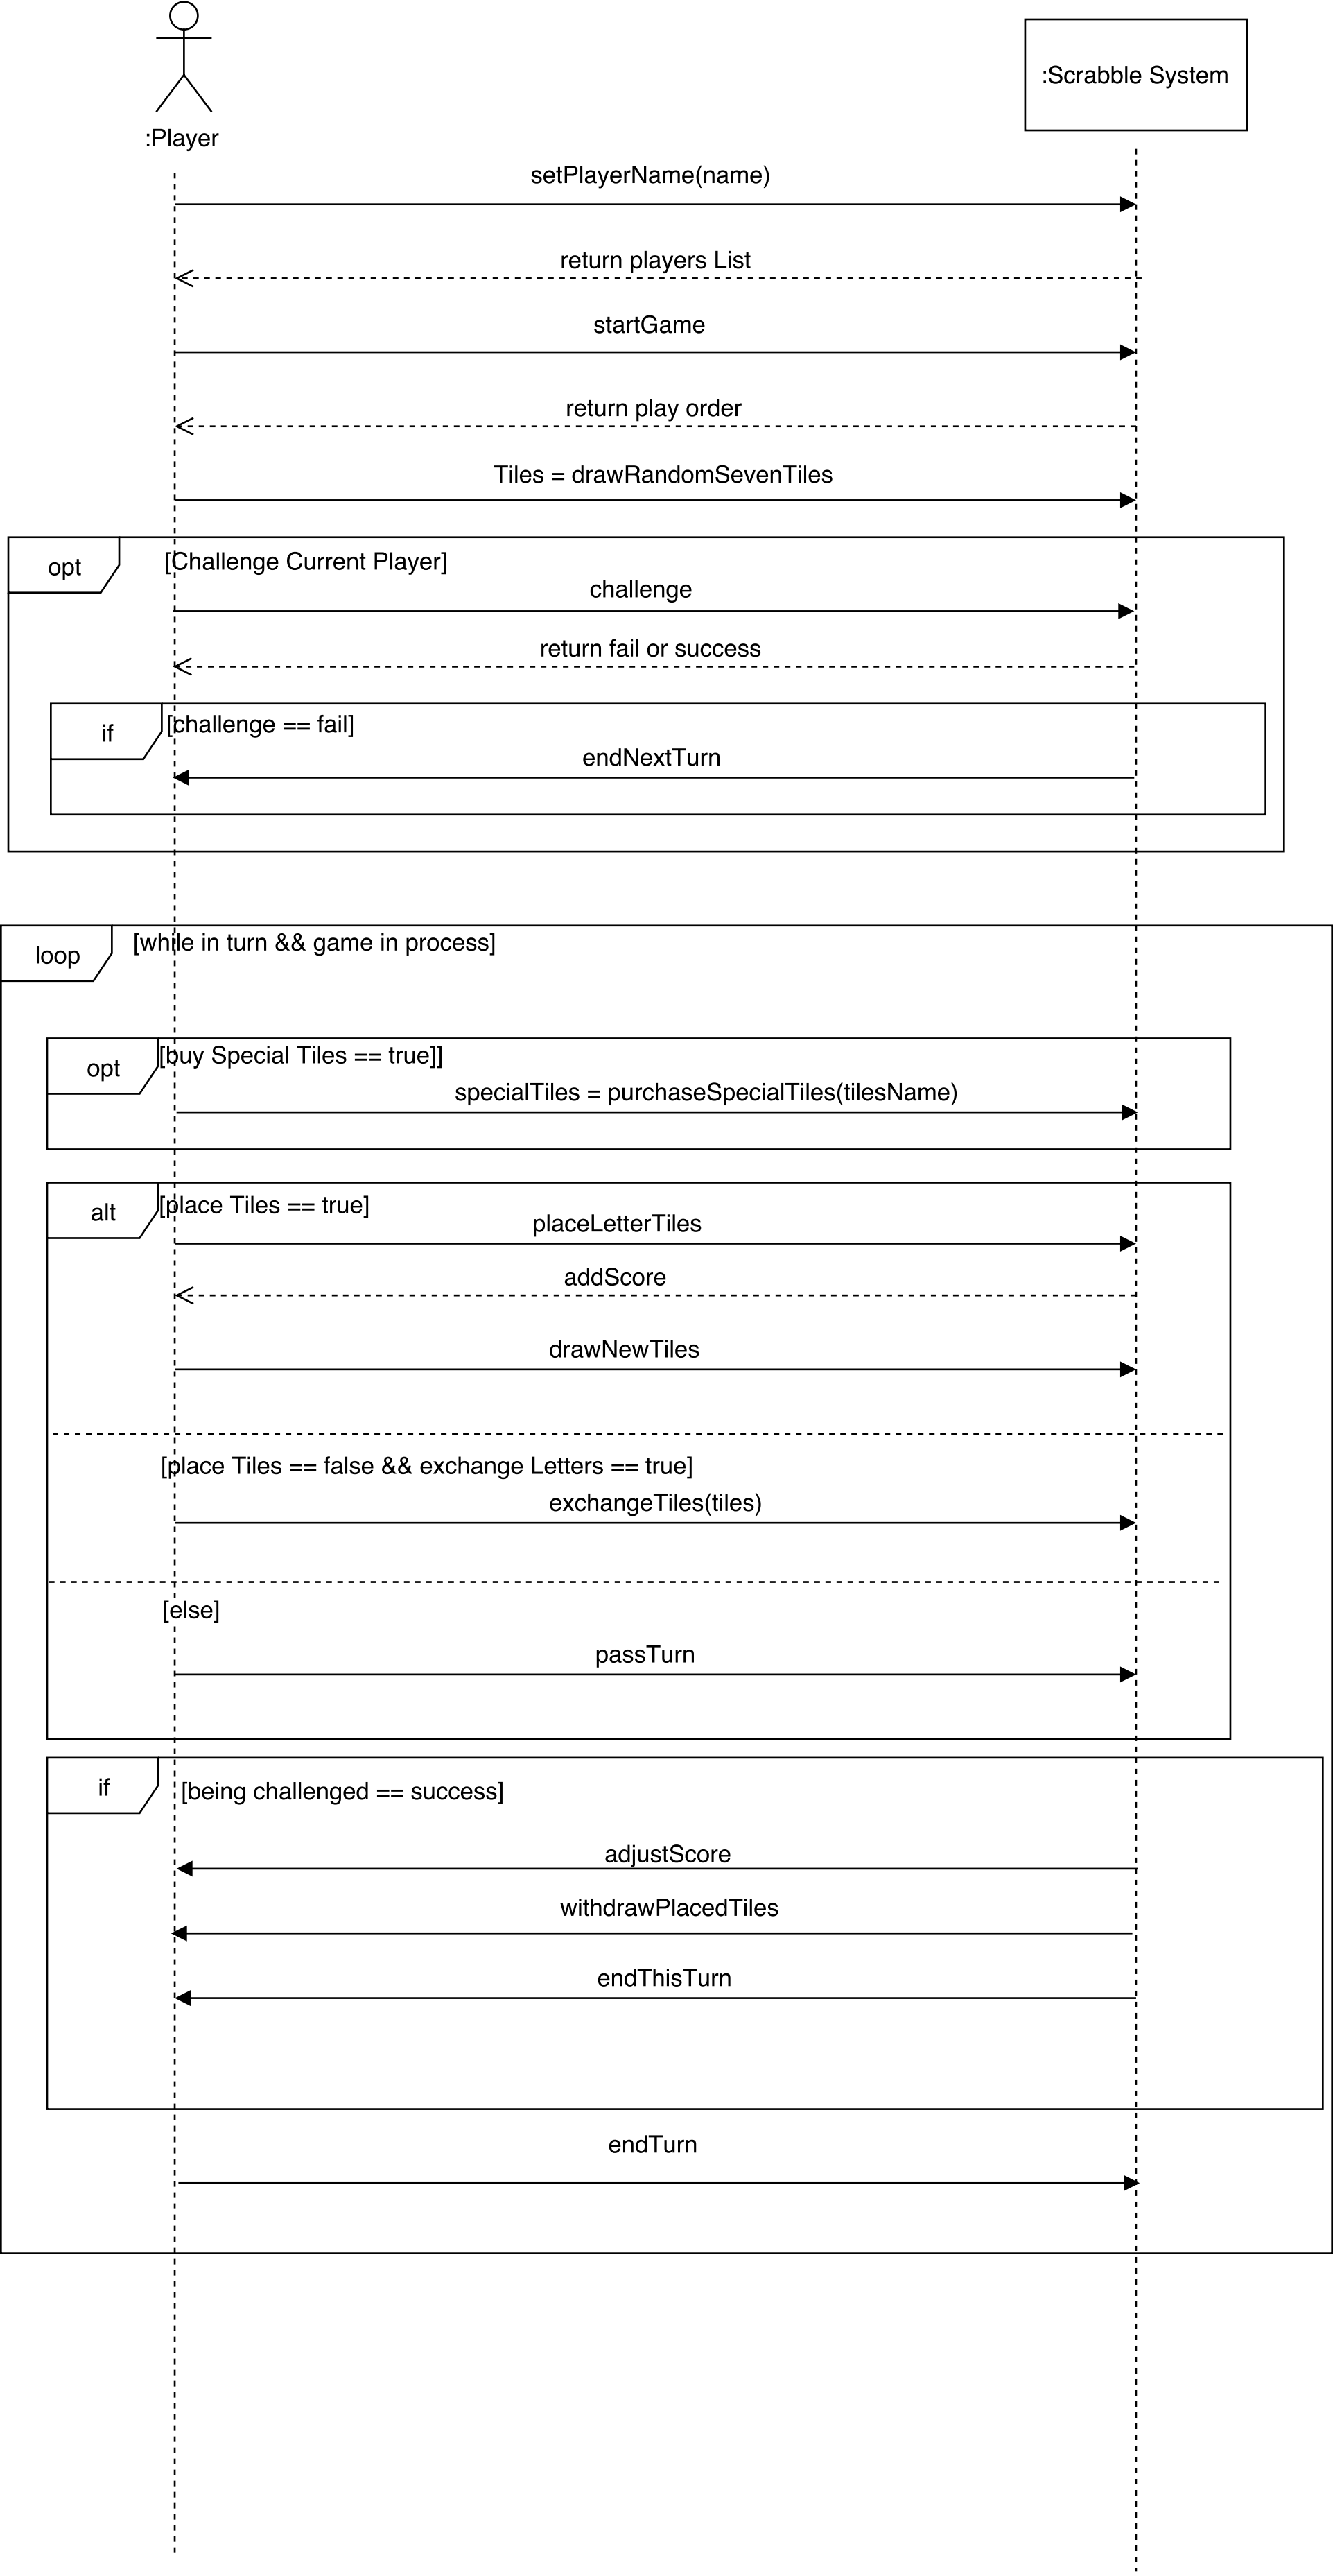 :Player
:Scrabble System
setPlayerName(name)
return players List
startGame
return play order
Tiles = drawRandomSevenTiles
opt
[Challenge Current Player]
challenge
return fail or success
if
[challenge == fail]
endNextTurn
loop
[while in turn && game in process]
opt
[buy Special Tiles == true]]
specialTiles = purchaseSpecialTiles(tilesName)
alt
[place Tiles == true]
placeLetterTiles
addScore
drawNewTiles
[place Tiles == false && exchange Letters == true]
exchangeTiles(tiles)
[else]
passTurn
if
[being challenged == success]
adjustScore
withdrawPlacedTiles
endThisTurn
endTurn